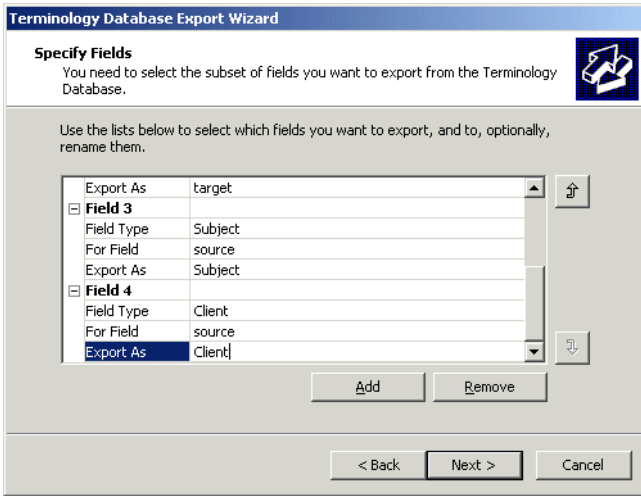 Terminology Database Export Wizard
Specify Fields
You need to select the subset of fields you want to export from the Terminology
Database.
Use the lists below to select which fields you want to export, and to, optionally,
rename them.
Export As target
Field 3
Field Type Subject
For Field source
Export As Subject
Field 4
Field Type Client
For Field source
Export As Client
Add Remove
< Back Next > Cancel